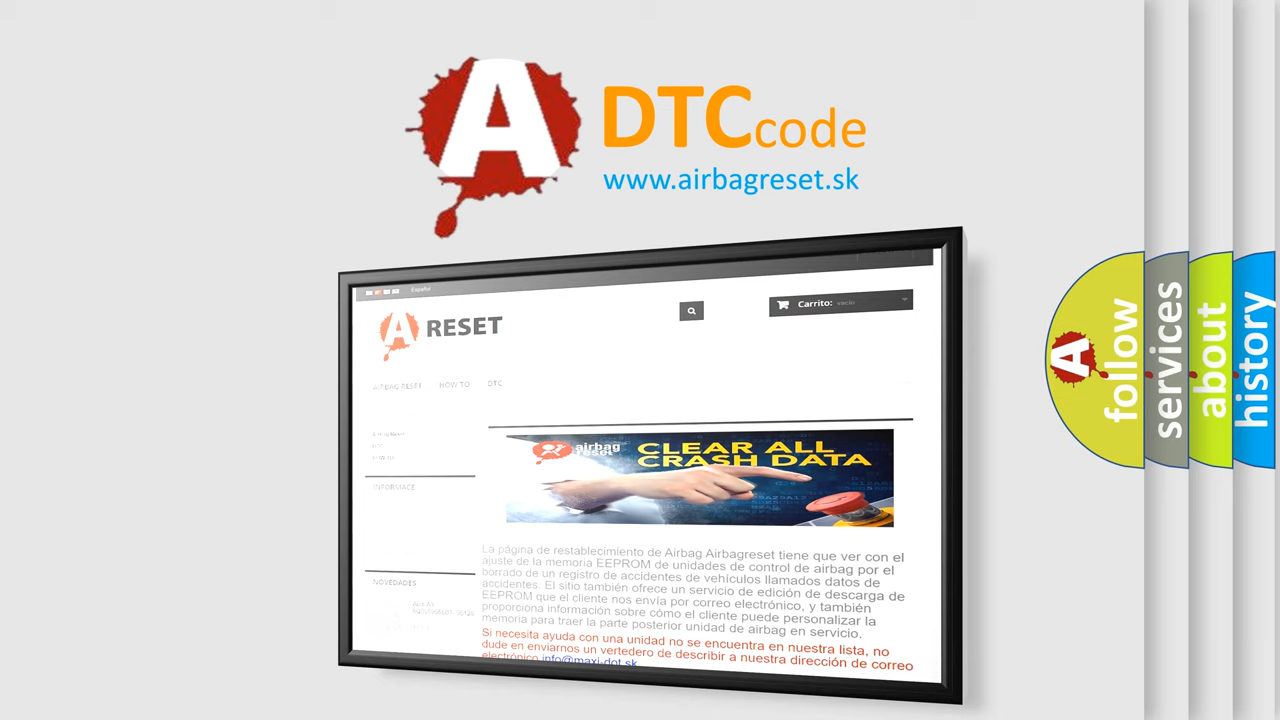 A
DTCcode
www.airbagreset.sk
Español
A RESET
Carrito: vacío
AIRBAG RESET HOW TO DTC
INFORMACE
NOVEDADES
airbag
reset
CLEAR ALL
CRASH DATA
La página de restablecimiento de Airbag Airbagreset tiene que ver con el
ajuste de la memoria EEPROM de unidades de control de airbag por el
borrado de un registro de accidentes de vehículos llamados datos de
accidentes. El sitio también ofrece un servicio de edición de descarga de
EEPROM que el cliente nos envía por correo electrónico, y también
proporciona información sobre cómo el cliente puede personalizar la
memoria para traer la parte posterior unidad de airbag en servicio.
Si necesita ayuda con una unidad no se encuentra en nuestra lista, no
dude en enviarnos un vertedero de describir a nuestra dirección de correo
electrónico info@maxi-dot.sk
A
follow
services
about
history